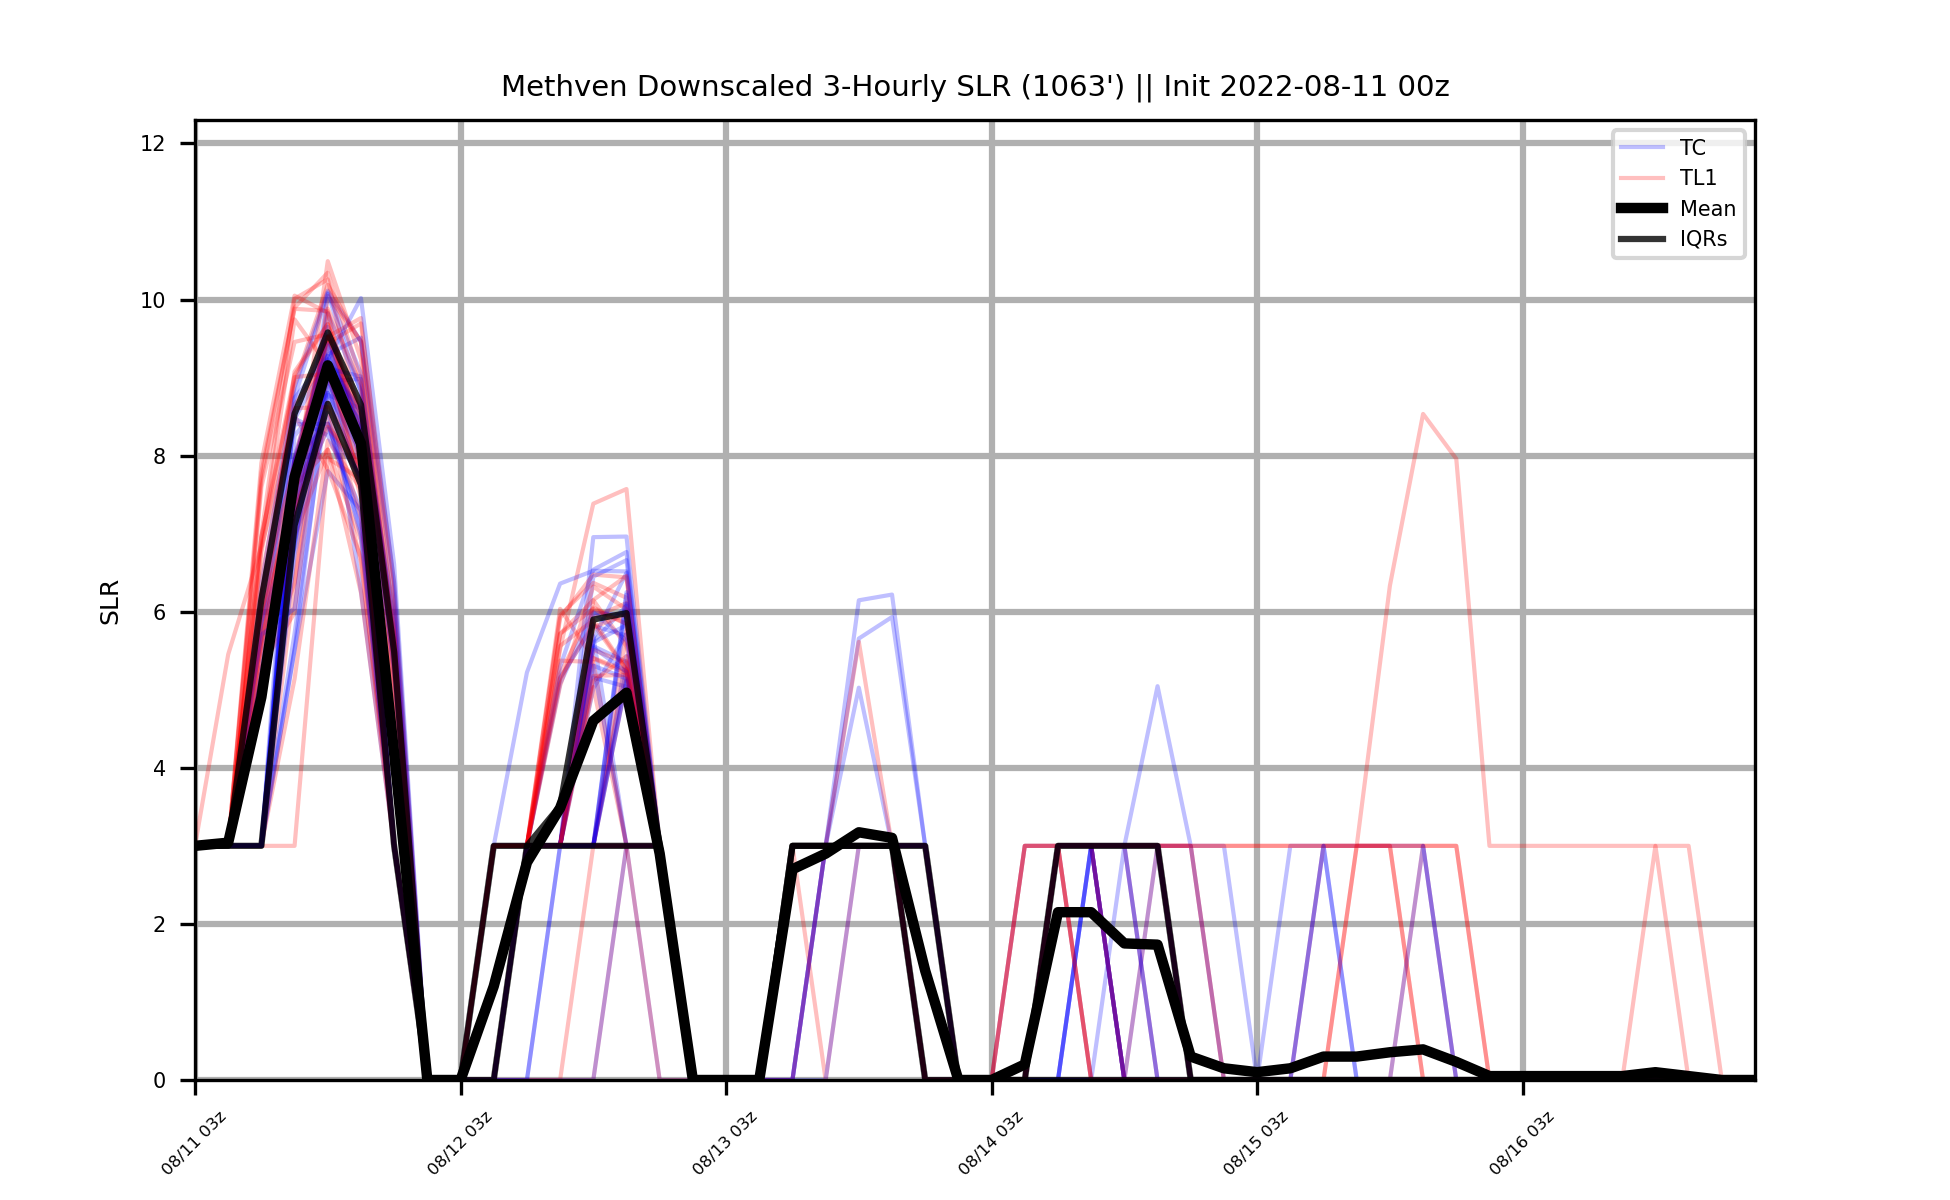 Methven Downscaled 3-Hourly SLR (1063') || Init 2022-08-11 00z
12
10
8
6
4
2
0
SLR
TC
TL1
Mean
IQRs
08/11 03z
08/12 03z
08/13 03z
08/14 03z
08/15 03z
08/16 03z